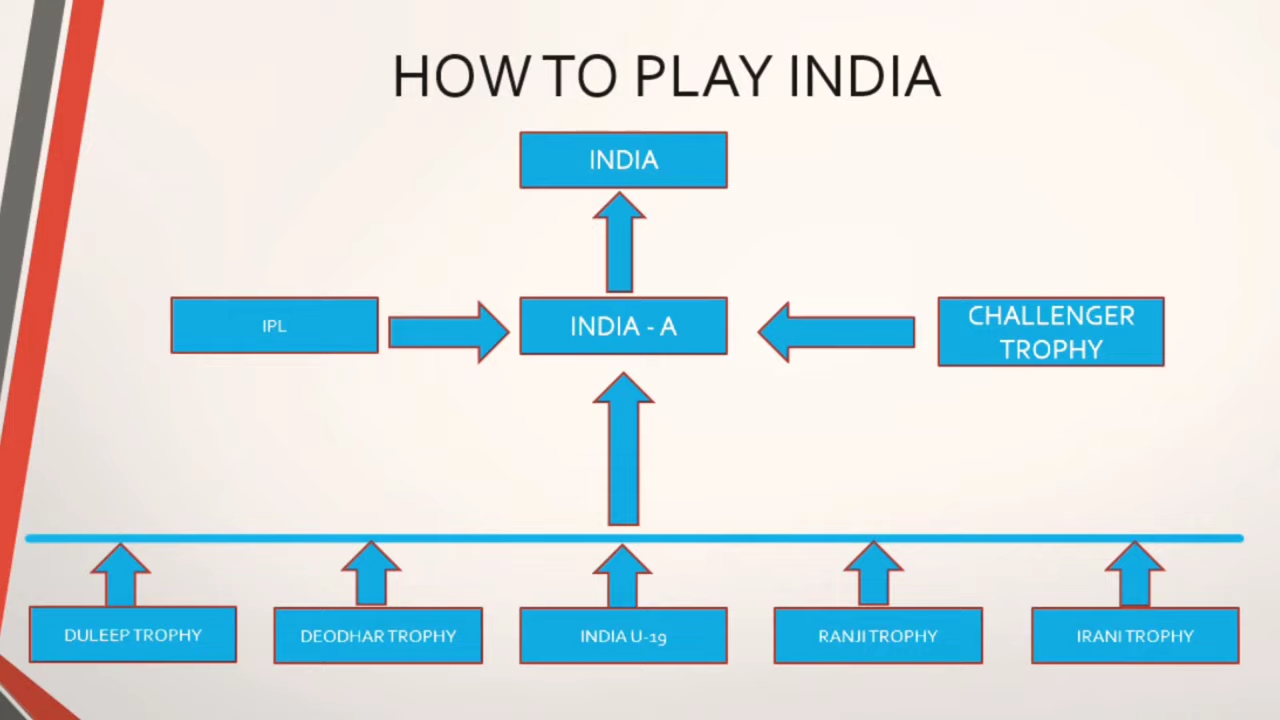 HOW TO PLAY INDIA
INDIA
IPL
INDIA - A
CHALLENGER
TROPHY
DULEEP TROPHY
DEODHAR TROPHY
INDIA U-19
RANJI TROPHY
IRANI TROPHY